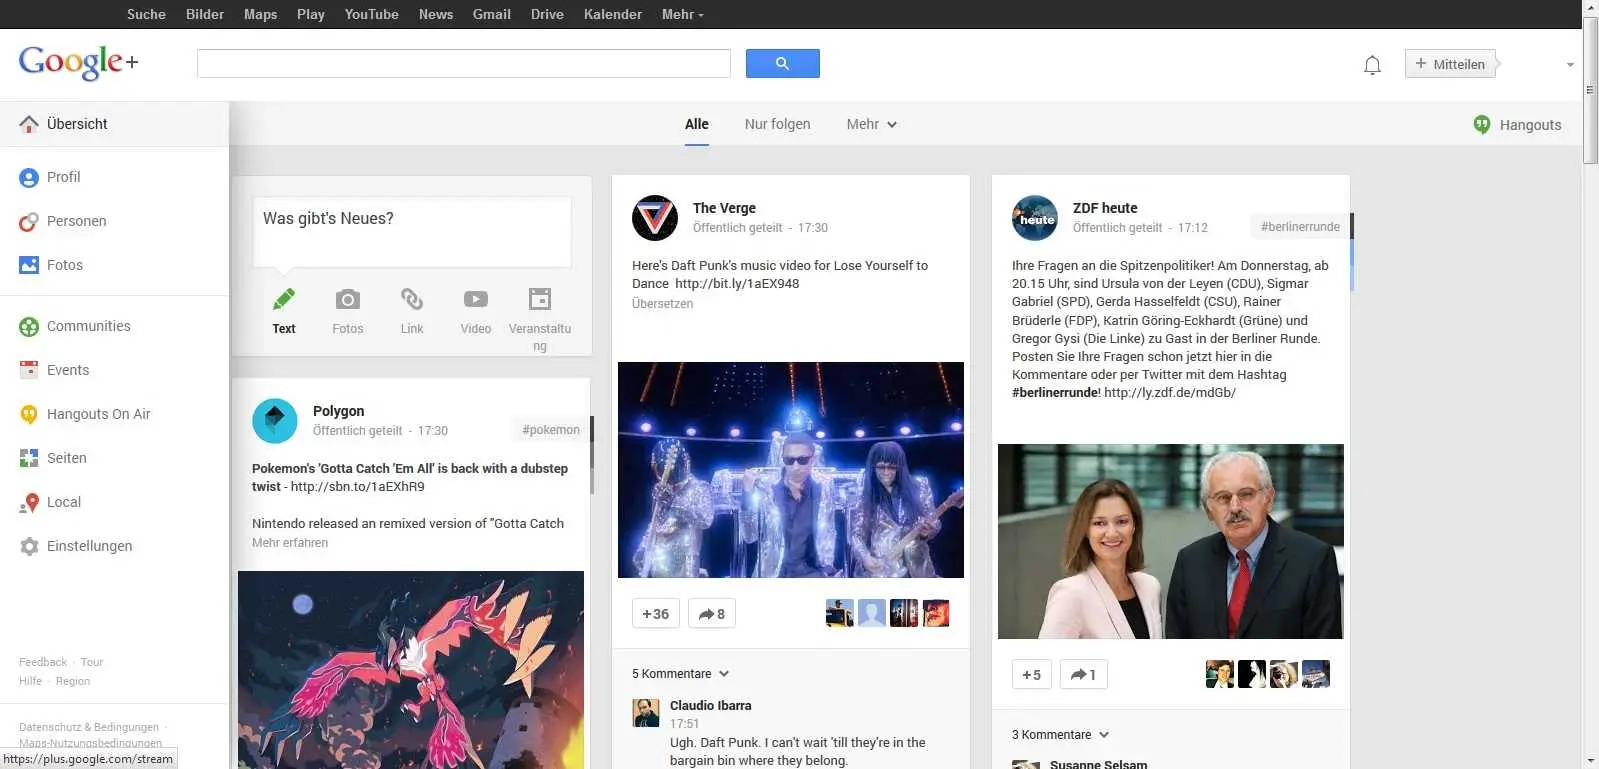 Suche Bilder Maps Play YouTube News Gmail Drive Kalender Mehr
Google+
+ Mitteilen
Übersicht
Profil
Personen
Fotos
Communities
Events
Hangouts On Air
Seiten
Local
Einstellungen
Feedback · Tour
Hilfe · Region
Datenschutz & Bedingungen ·
Maps-Nutzungsbedingungen
https://plus.google.com/stream
Alle Nur folgen Mehr
Hangouts
Was gibt's Neues?
Text Fotos Link Video Veranstaltu
ng
Polygon
Öffentlich geteilt - 17:30
#pokemon
Pokemon's 'Gotta Catch 'Em All' is back with a dubstep
twist - http://sbn.to/1aEXhR9
Nintendo released an remixed version of "Gotta Catch
Mehr erfahren
The Verge
Öffentlich geteilt - 17:30
Here's Daft Punk's music video for Lose Yourself to
Dance http://bit.ly/1aEX948
Übersetzen
+36 8
5 Kommentare
Claudio Ibarra
17:51
Ugh. Daft Punk. I can't wait 'till they're in the
bargain bin where they belong.
heute
ZDF heute
Öffentlich geteilt - 17:12
#berlinerrunde
Ihre Fragen an die Spitzenpolitiker! Am Donnerstag, ab
20.15 Uhr, sind Ursula von der Leyen (CDU), Sigmar
Gabriel (SPD), Gerda Hasselfeldt (CSU), Rainer
Brüderle (FDP), Katrin Göring-Eckhardt (Grüne) und
Gregor Gysi (Die Linke) zu Gast in der Berliner Runde.
Posten Sie Ihre Fragen schon jetzt hier in die
Kommentare oder per Twitter mit dem Hashtag
#berlinerrunde! http://ly.zdf.de/mdGb/
+5 1
3 Kommentare
Susanne Selsam